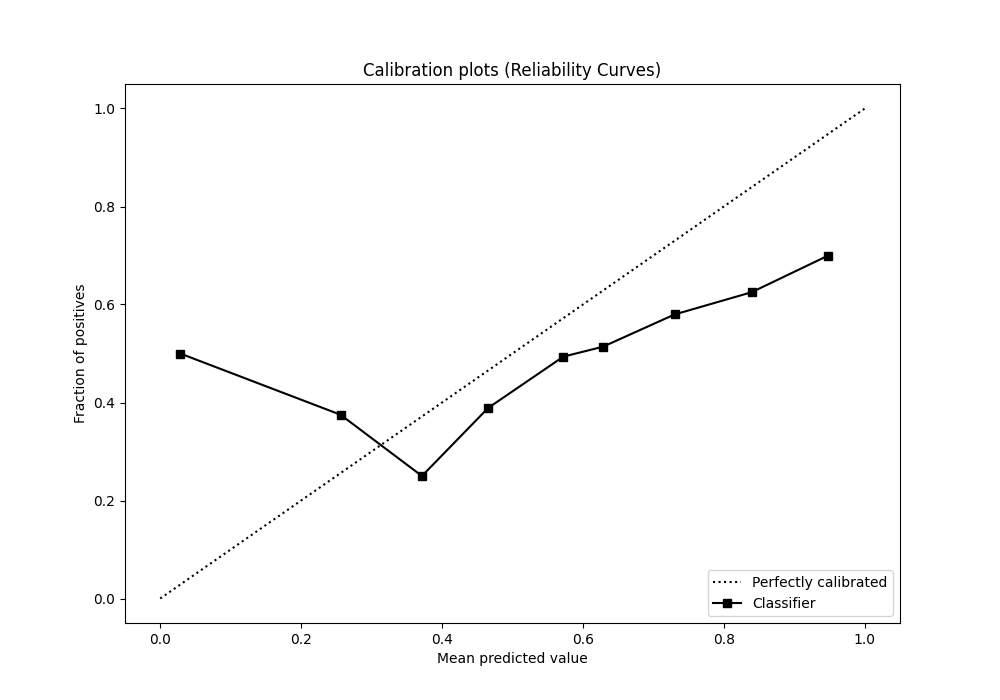 Calibration plots (Reliability Curves)
Fraction of positives
1.0
0.8
0.6
0.4
0.2
0.0
0.0 0.2 0.4 0.6 0.8 1.0
Mean predicted value
Perfectly calibrated
Classifier